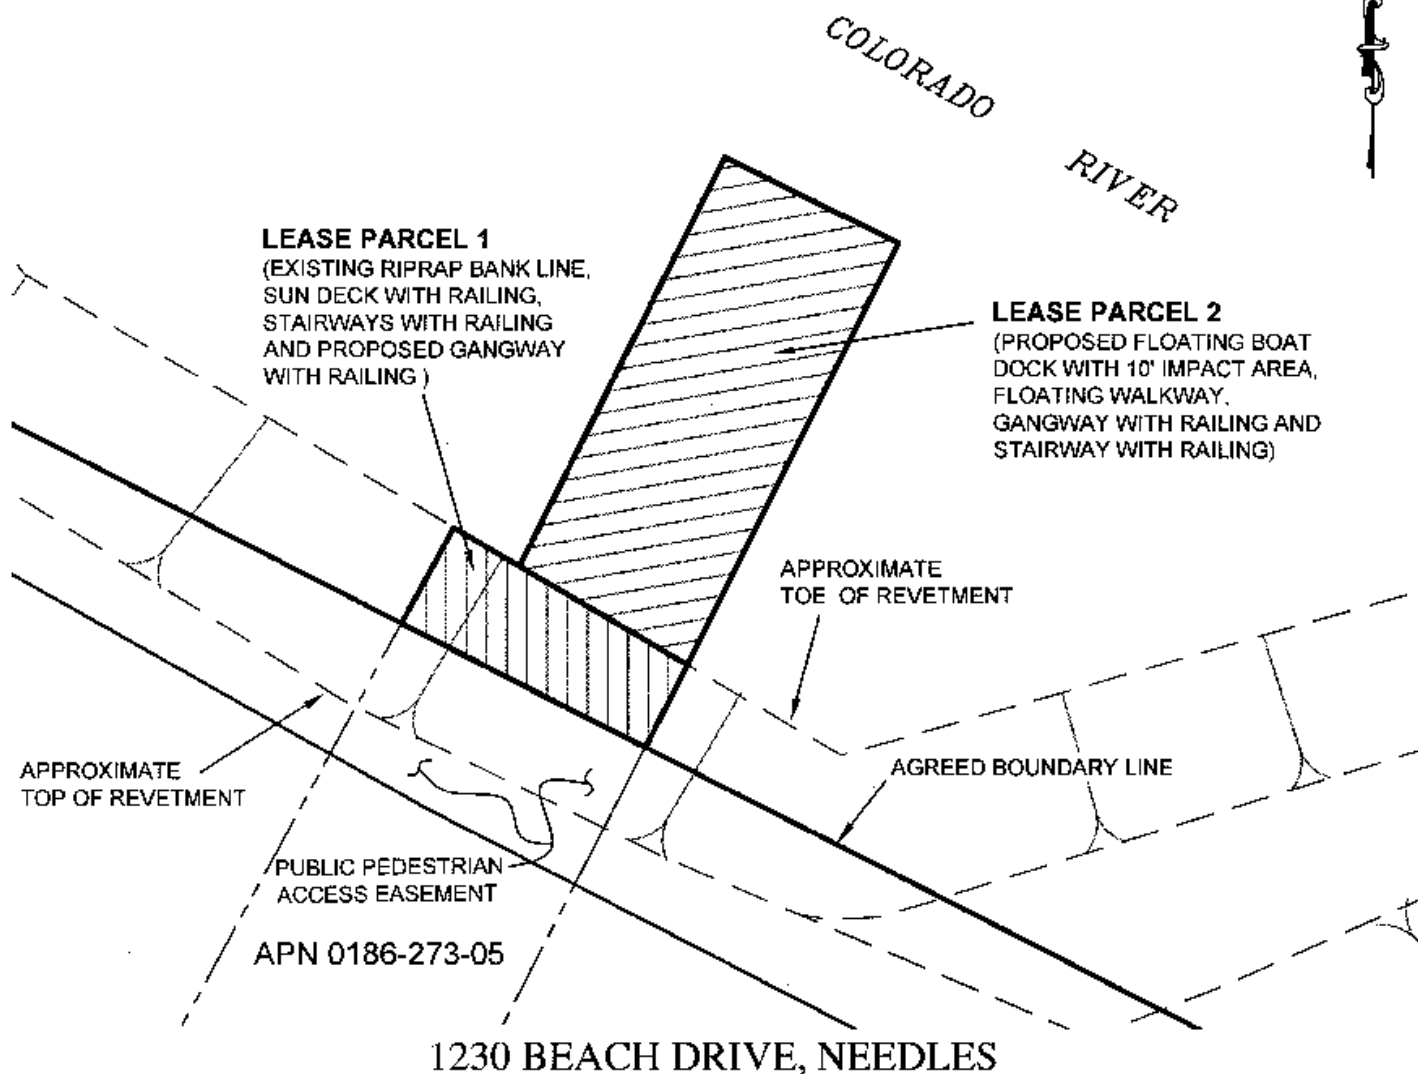 COLORADO
RIVER
LEASE PARCEL 1
(EXISTING RIPRAP BANK LINE,
SUN DECK WITH RAILING,
STAIRWAYS WITH RAILING
AND PROPOSED GANGWAY
WITH RAILING )
LEASE PARCEL 2
(PROPOSED FLOATING BOAT
DOCK WITH 10' IMPACT AREA,
FLOATING WALKWAY,
GANGWAY WITH RAILING AND
STAIRWAY WITH RAILING)
APPROXIMATE
TOE OF REVETMENT
APPROXIMATE
TOP OF REVETMENT
AGREED BOUNDARY LINE
PUBLIC PEDESTRIAN
ACCESS EASEMENT
APN 0186-273-05
1230 BEACH DRIVE, NEEDLES